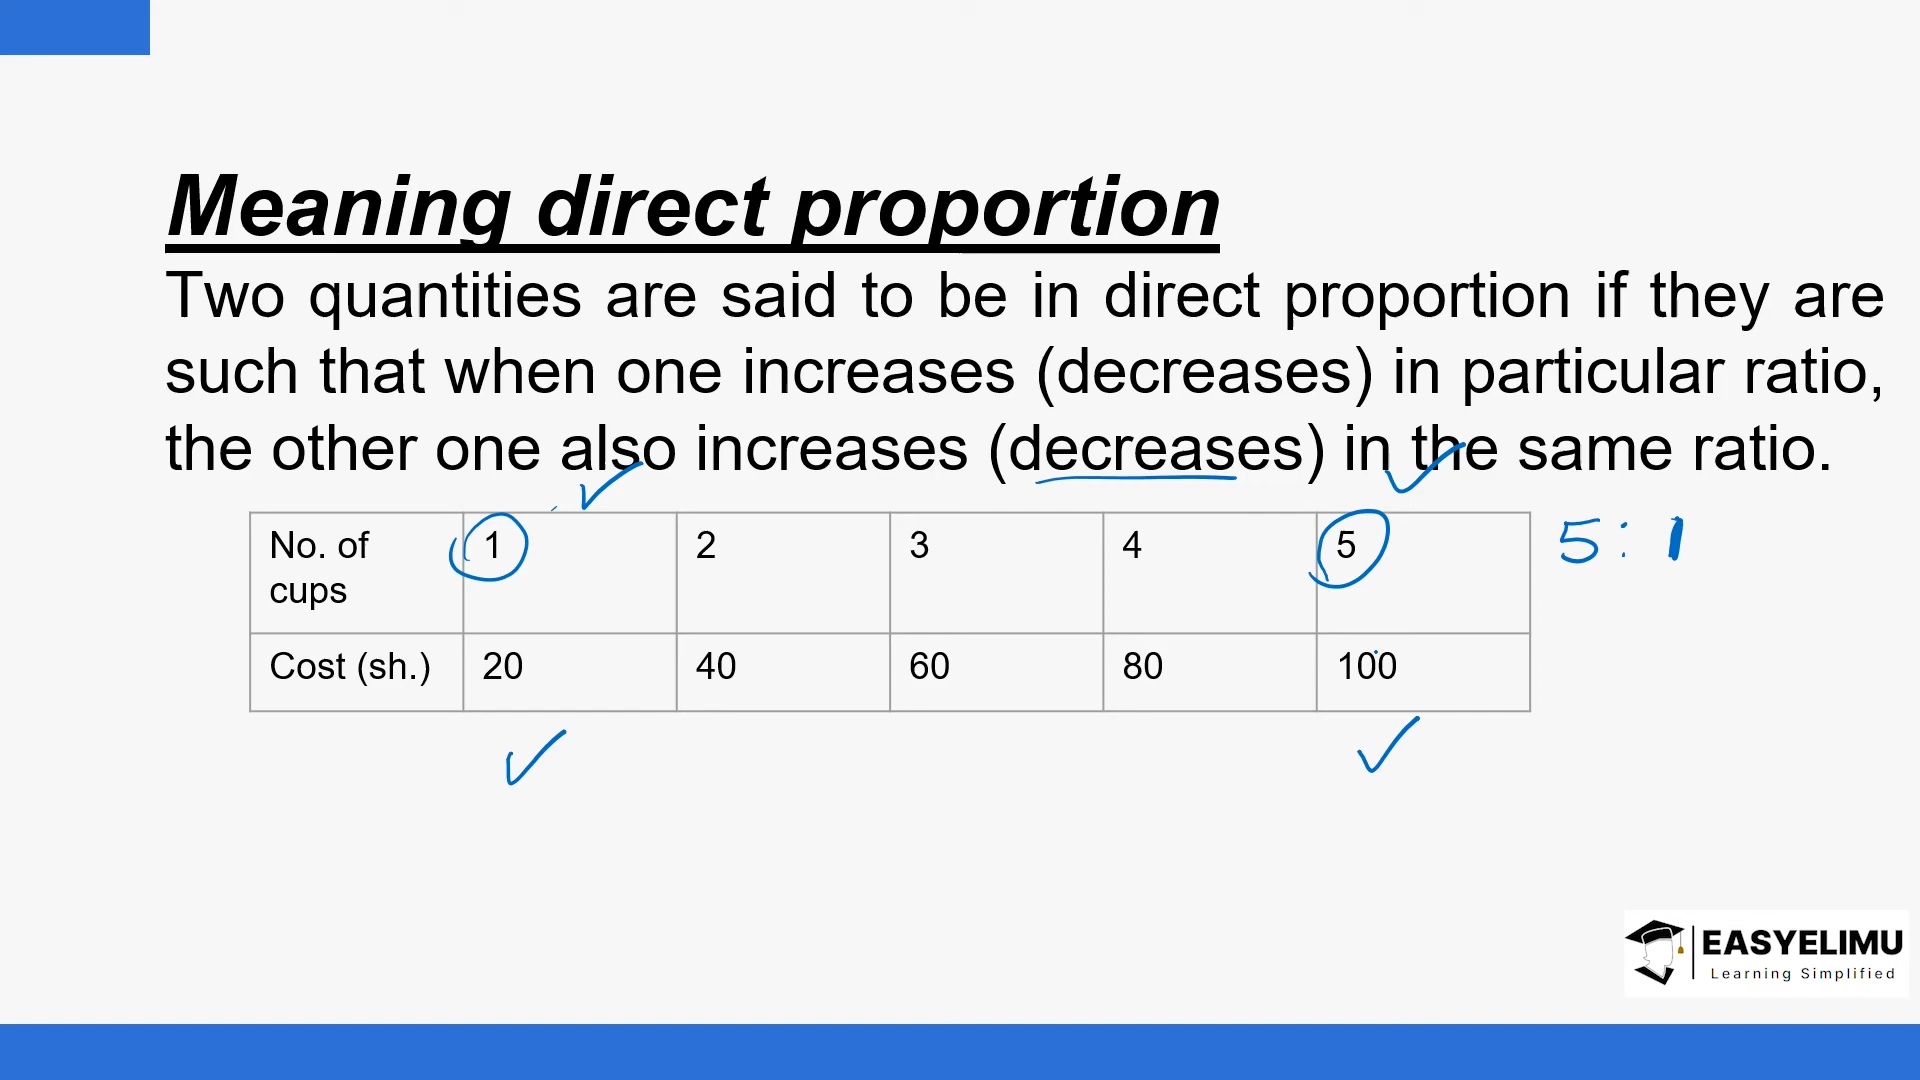 Meaning direct proportion
Two quantities are said to be in direct proportion if they are
such that when one increases (decreases) in particular ratio,
the other one also increases (decreases) in the same ratio.
No. of cups 1 2 3 4 5 5 : 1
Cost (sh.) 20 40 60 80 100
EASYELIMU
Learning Simplified